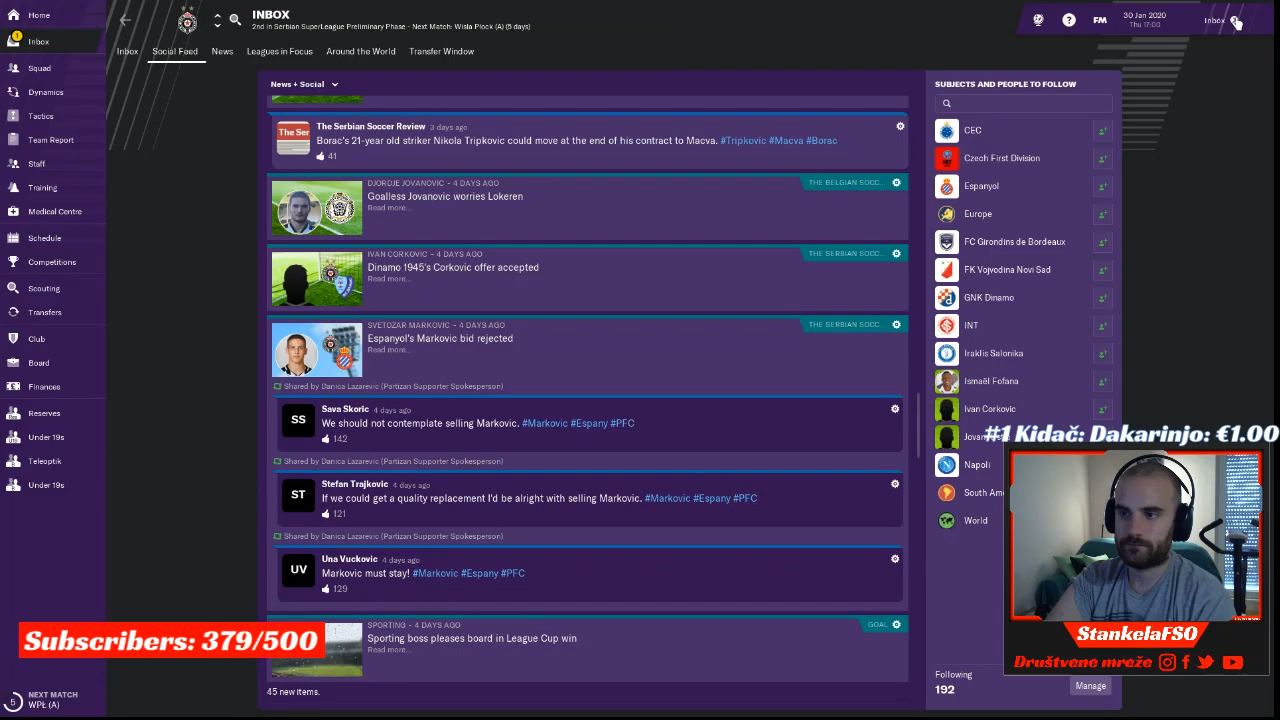 Home
Inbox
Squad
Dynamics
Tactics
Team Report
Staff
Training
Medical Centre
Schedule
Competitions
Scouting
Transfers
Club
Board
Finances
Reserves
Under 19s
Teleoptik
Under 19s
5
NEXT MATCH
WPŁ (A)
INBOX
2nd in Serbian SuperLeague Preliminary Phase - Next Match: Wisla Plock (A) (5 days)
FM
30 Jan 2020
Thu 17:00
Inbox
Inbox
Social Feed
News
Leagues in Focus
Around the World
Transfer Window
News + Social
The Ser
The Serbian Soccer Review 3 days ago
Borac's 21-year old striker Nikola Tripkovic could move at the end of his contract to Macva. #Tripkovic #Macva #Borac
41
DJORDJE JOVANOVIC - 4 DAYS AGO
THE BELGIAN SOCC...
Goalless Jovanovic worries Lokeren
Read more...
IVAN CORKOVIC - 4 DAYS AGO
THE SERBIAN SOCC...
Dinamo 1945's Corkovic offer accepted
Read more...
SVETOZAR MARKOVIC - 4 DAYS AGO
THE SERBIAN SOCC...
Espanyol's Markovic bid rejected
Read more...
Shared by Danica Lazarevic (Partizan Supporter Spokesperson)
SS
Sava Skoric 4 days ago
We should not contemplate selling Markovic. #Markovic #Espany #PFC
142
Shared by Danica Lazarevic (Partizan Supporter Spokesperson)
ST
Stefan Trajkovic 4 days ago
If we could get a quality replacement I'd be alright with selling Markovic. #Markovic #Espany #PFC
121
Shared by Danica Lazarevic (Partizan Supporter Spokesperson)
UV
Una Vuckovic 4 days ago
Markovic must stay! #Markovic #Espany #PFC
129
SPORTING - 4 DAYS AGO
GOAL
Sporting boss pleases board in League Cup win
Read more...
45 new items.
SUBJECTS AND PEOPLE TO FOLLOW
CEC
Czech First Division
Espanyol
Europe
FC Girondins de Bordeaux
FK Vojvodina Novi Sad
GNK Dinamo
INT
Iraklis Salonika
Ismaël Fofana
Ivan Corkovic
Napoli
World
Following
192
Manage
#1 Kidač: Dakarinjo: €1.00
StankelaFSO
Društvene mreže
Subscribers: 379/500